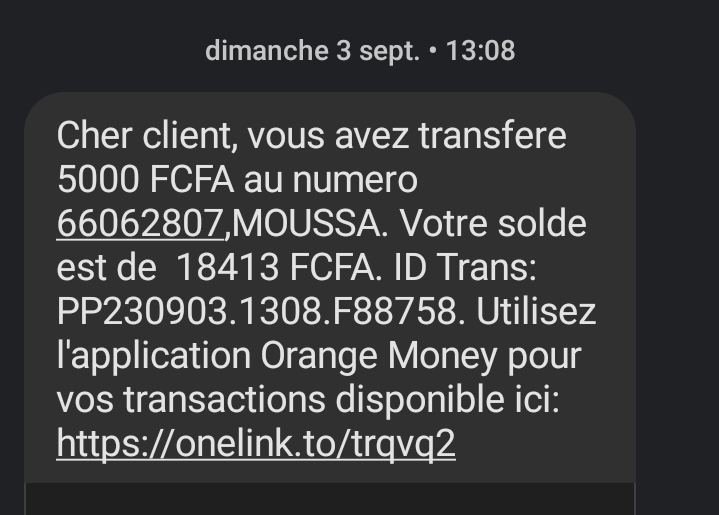 dimanche 3 sept. • 13:08
Cher client, vous avez transfere
5000 FCFA au numero
66062807,MOUSSA. Votre solde
est de  18413 FCFA. ID Trans:
PP230903.1308.F88758. Utilisez
l'application Orange Money pour
vos transactions disponible ici:
https://onelink.to/trqvq2